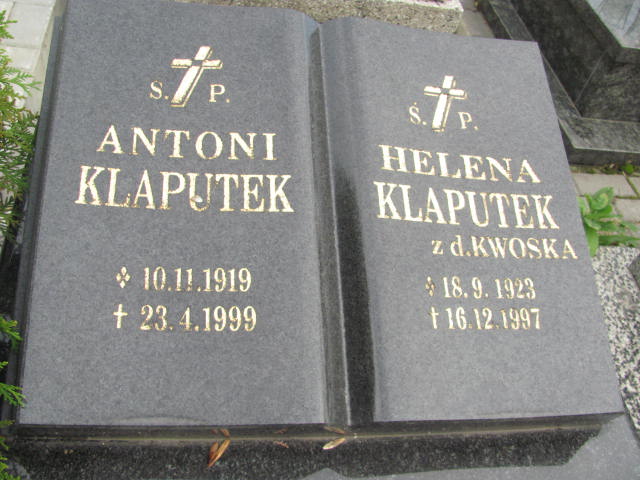 S. P.
ANTONI
KLAPUTEK
10.11.1919
23.4.1999
Ś. P.
HELENA
KLAPUTEK
z d.KWOSKA
18.9.1923
16.12.1997